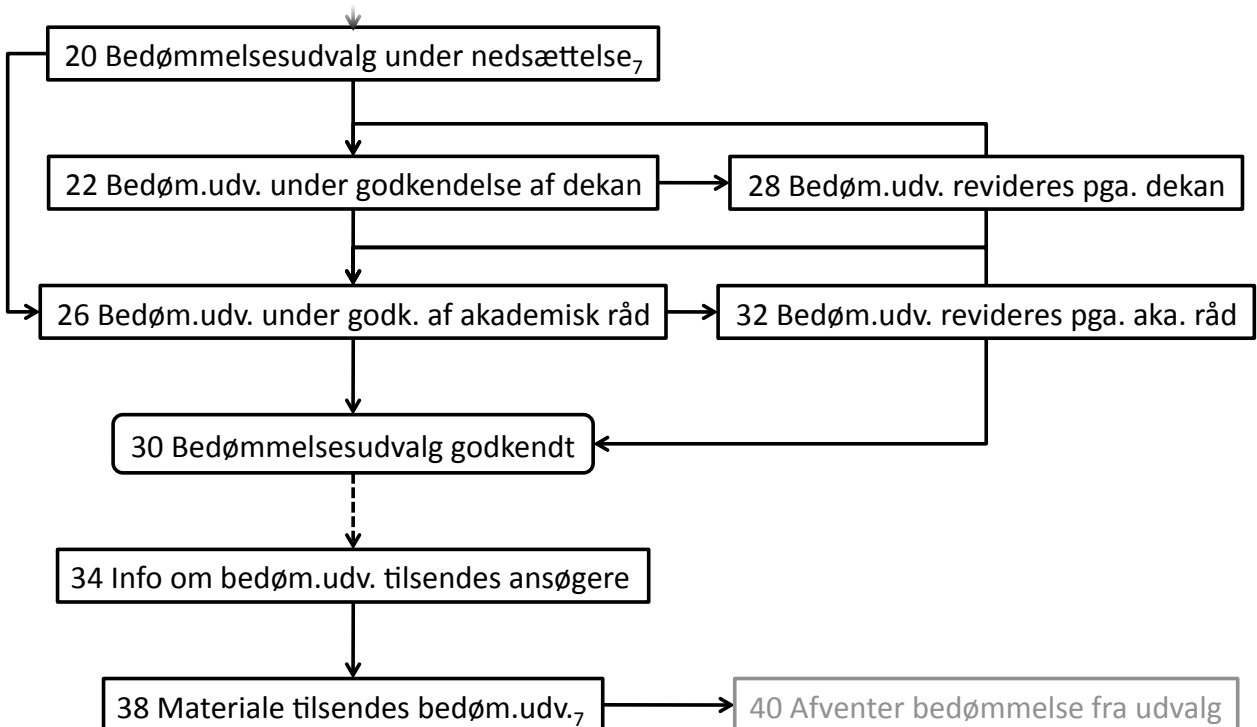 20 Bedømmelsesudvalg under nedsættelse₇
22 Bedøm.udv. under godkendelse af dekan
28 Bedøm.udv. revideres pga. dekan
26 Bedøm.udv. under godk. af akademisk råd
32 Bedøm.udv. revideres pga. aka. råd
30 Bedømmelsesudvalg godkendt
34 Info om bedøm.udv. tilsendes ansøgere
38 Materiale tilsendes bedøm.udv.₇
40 Afventer bedømmelse fra udvalg